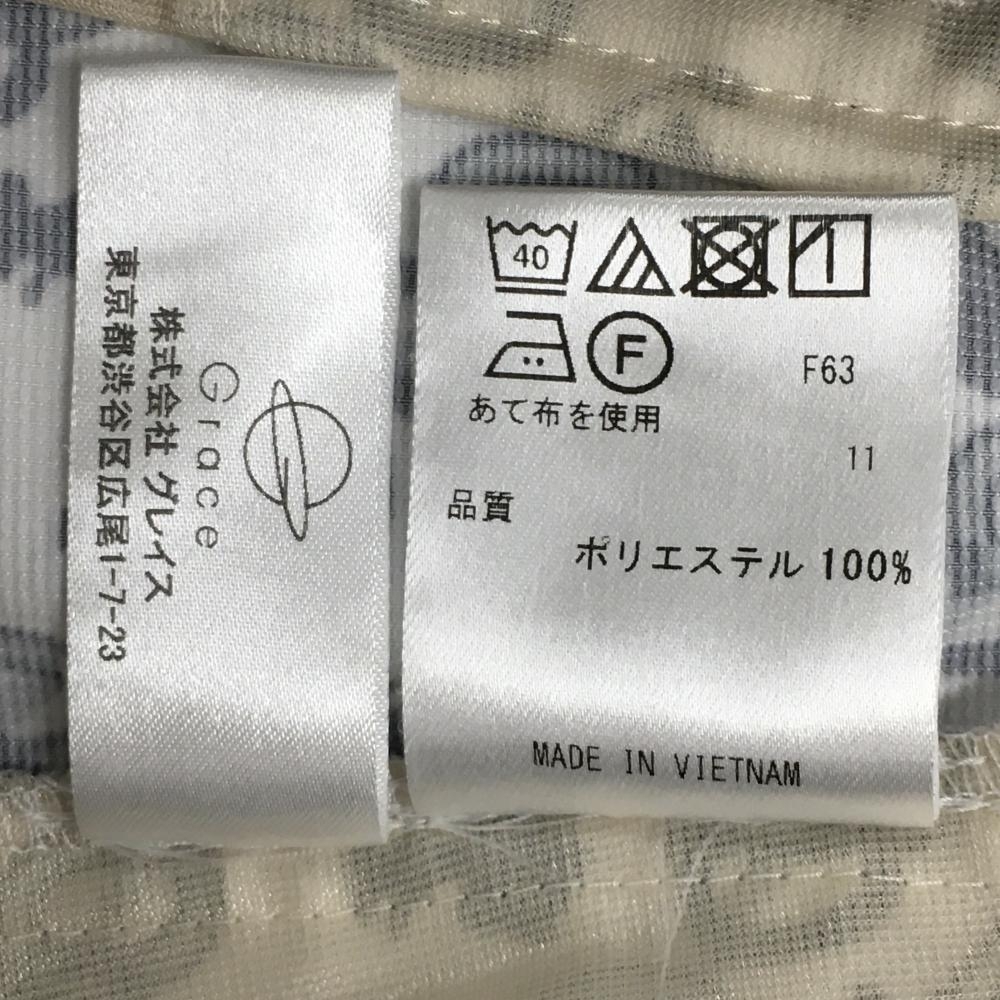 Grace
株式会社 グレイス
東京都渋谷区広尾1-7-23
40
F
F63
あて布を使用
11
品質
ポリエステル 100%
MADE IN VIETNAM